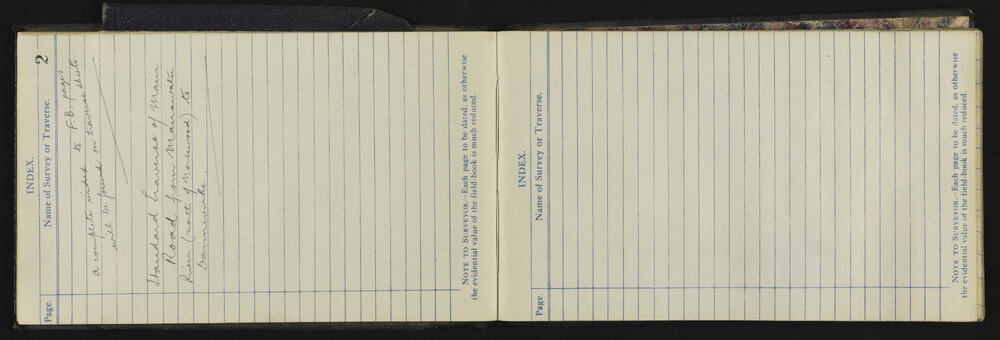 2
INDEX.
Page. Name of Survey or Traverse.
a complete index to F.B. pages
will be found on traverse sheets
Standard traverse of Main
Road from Manawatu
River (north of Norsewood) to
Dannevirke.
NOTE TO SURVEYOR.—Each page to be dated, as otherwise
the evidential value of the field-book is much reduced.
INDEX.
Page. Name of Survey or Traverse.
NOTE TO SURVEYOR.—Each page to be dated, as otherwise
the evidential value of the field-book is much reduced.